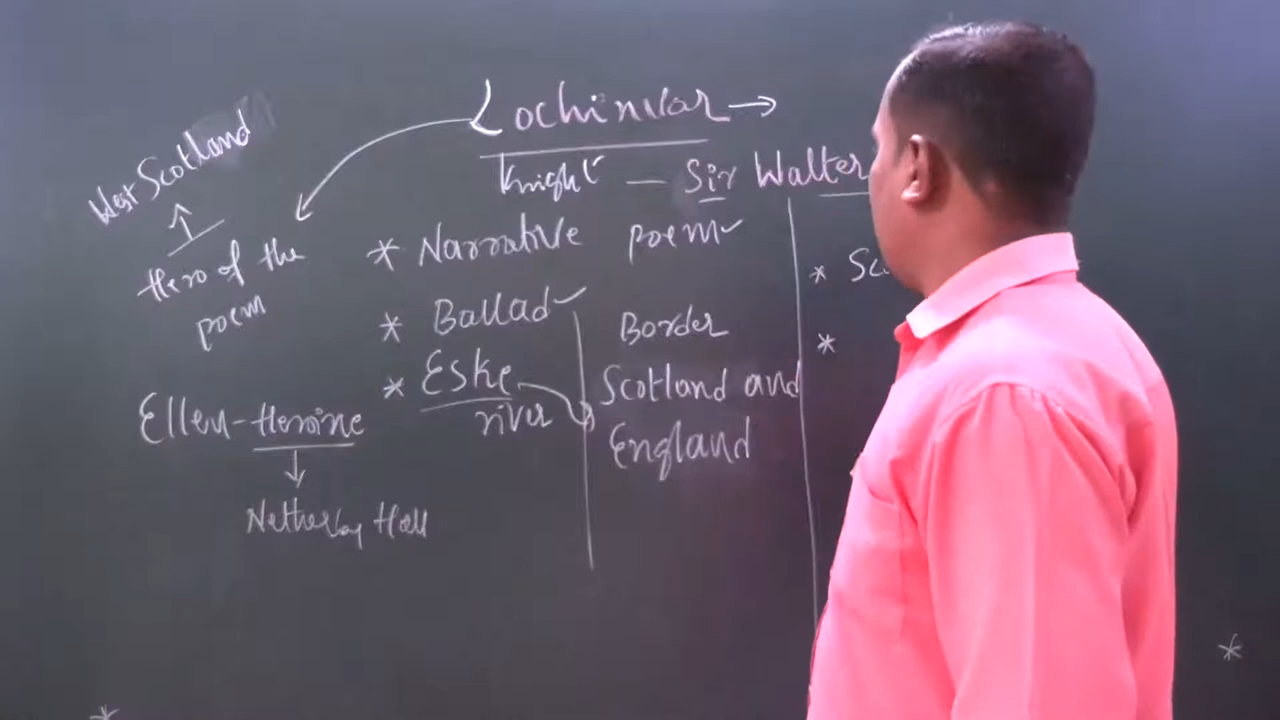 Lochinvar →
Knight — Sir Walter
West Scotland
Hero of the
poem
* Narrative poem
* Ballad
* Eske
river
Border
Scotland and
England
Ellen-Heroine
Netherby Hall
*
*
*
*